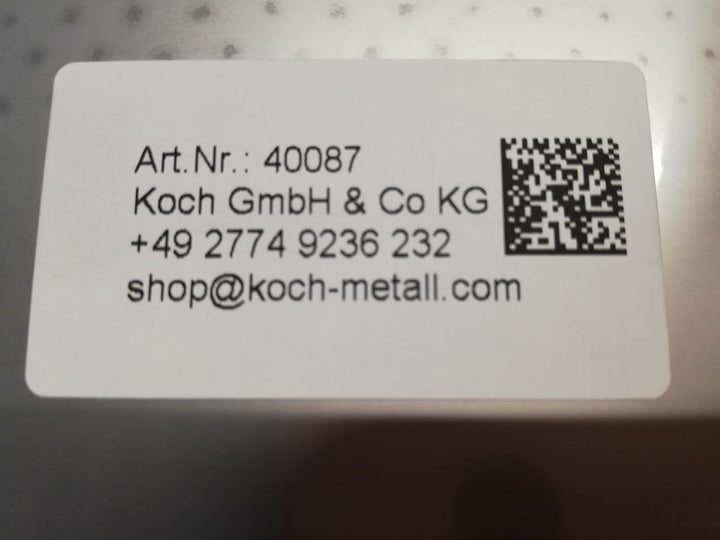 Art.Nr.: 40087
Koch GmbH & Co KG
+49 2774 9236 232
shop@koch-metall.com